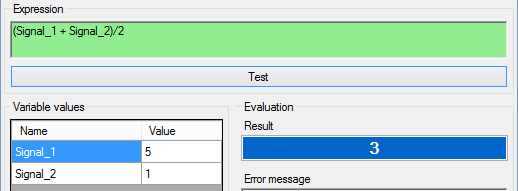 Expression
(Signal_1 + Signal_2)/2
Test
Variable values
Name Value
Signal_1 5
Signal_2 1
Evaluation
Result
3
Error message